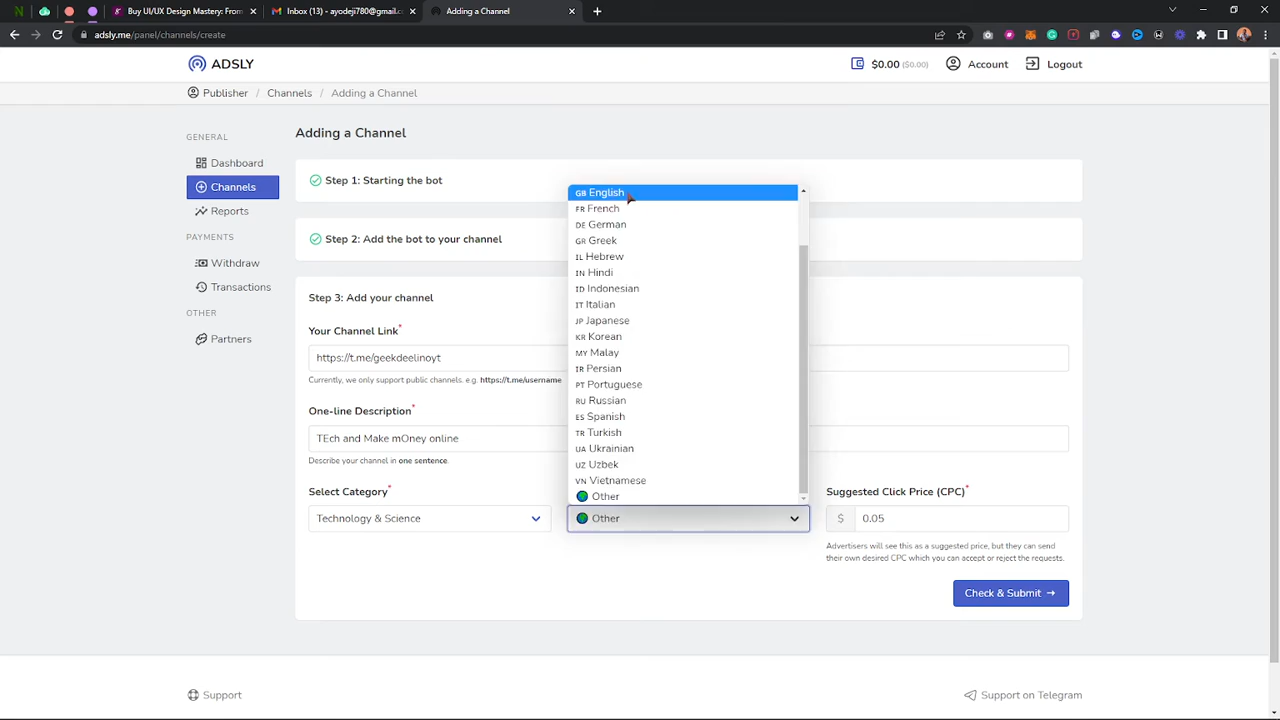 Buy UI/UX Design Mastery: From
Inbox (13) - ayodeji780@gmail.c
Adding a Channel
adsly.me/panel/channels/create
ADSLY
$0.00 ($0.00)
Account
Logout
Publisher / Channels / Adding a Channel
GENERAL
Dashboard
Channels
Reports
PAYMENTS
Withdraw
Transactions
OTHER
Partners
Adding a Channel
Step 1: Starting the bot
Step 2: Add the bot to your channel
Step 3: Add your channel
Your Channel Link*
https://t.me/geekdeelinoyt
Currently, we only support public channels. e.g. https://t.me/username
One-line Description*
TEch and Make mOney online
Describe your channel in one sentence.
Select Category*
Technology & Science
GB English
FR French
DE German
GR Greek
IL Hebrew
IN Hindi
ID Indonesian
IT Italian
JP Japanese
KR Korean
MY Malay
IR Persian
PT Portuguese
RU Russian
ES Spanish
TR Turkish
UA Ukrainian
UZ Uzbek
VN Vietnamese
Other
Other
Suggested Click Price (CPC)*
$ 0.05
Advertisers will see this as a suggested price, but they can send
their own desired CPC which you can accept or reject the requests.
Check & Submit →
Support
Support on Telegram